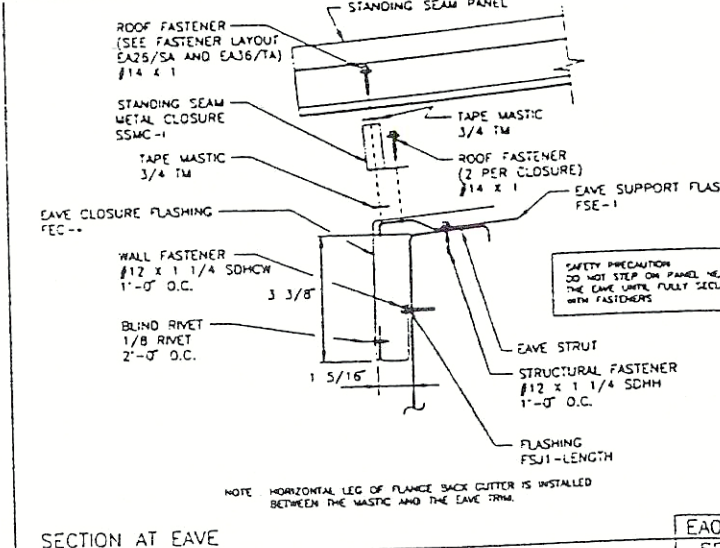 STANDING SEAM PANEL
ROOF FASTENER
(SEE FASTENER LAYOUT
EA25/SA AND EA36/TA)
#14 X 1
STANDING SEAM
METAL CLOSURE
SSMC-1
TAPE MASTIC
3/4 TM
TAPE MASTIC
3/4 TM
ROOF FASTENER
(2 PER CLOSURE)
#14 X 1
EAVE SUPPORT FLAS
FSE-1
EAVE CLOSURE FLASHING
WALL FASTENER
#12 X 1 1/4 SDHCW
1'-0" O.C.
3 3/8
BLIND RIVET
1/8 RIVET
2'-0" O.C.
1 5/16
SAFETY PRECAUTION
DO NOT STEP ON PANEL NE
THE EAVE UNTIL FULLY SECU
WITH FASTENERS
EAVE STRUT
STRUCTURAL FASTENER
#12 X 1 1/4 SDHH
1'-0" O.C.
FLASHING
FSJ1-LENGTH
NOTE HORIZONTAL LEG OF FLANGE BACK GUTTER IS INSTALLED
BETWEEN THE MASTIC AND THE EAVE TRIM.
SECTION AT EAVE